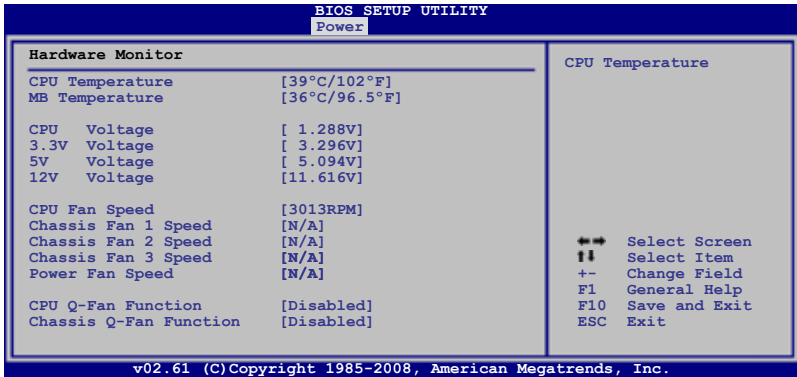 BIOS SETUP UTILITY
Power
Hardware Monitor
CPU Temperature [39°C/102°F]
MB Temperature [36°C/96.5°F]
CPU Voltage [ 1.288V]
3.3V Voltage [ 3.296V]
5V Voltage [ 5.094V]
12V Voltage [11.616V]
CPU Fan Speed [3013RPM]
Chassis Fan 1 Speed [N/A]
Chassis Fan 2 Speed [N/A]
Chassis Fan 3 Speed [N/A]
Power Fan Speed [N/A]
CPU Q-Fan Function [Disabled]
Chassis Q-Fan Function [Disabled]
CPU Temperature
←→ Select Screen
↑↓ Select Item
+- Change Field
F1 General Help
F10 Save and Exit
ESC Exit
v02.61 (C)Copyright 1985-2008, American Megatrends, Inc.